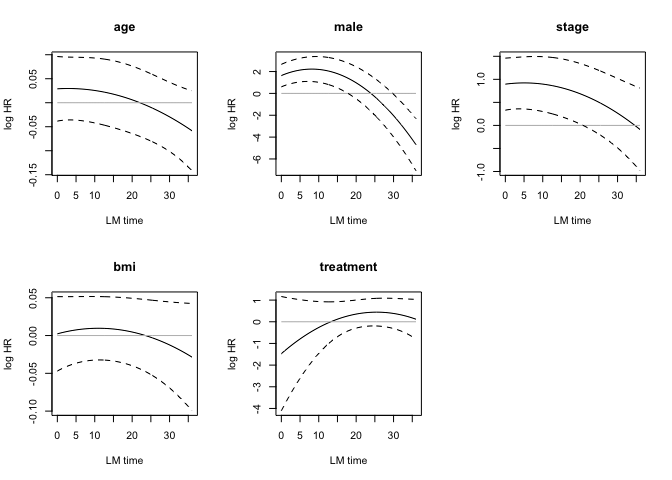 age
log HR
0.05
-0.05
-0.15
0 5 10 20 30
LM time
male
log HR
2
0
-2
-4
-6
0 5 10 20 30
LM time
stage
log HR
1.0
0.0
-1.0
0 5 10 20 30
LM time
bmi
log HR
0.05
0.00
-0.05
-0.10
0 5 10 20 30
LM time
treatment
log HR
1
0
-1
-2
-3
-4
0 5 10 20 30
LM time